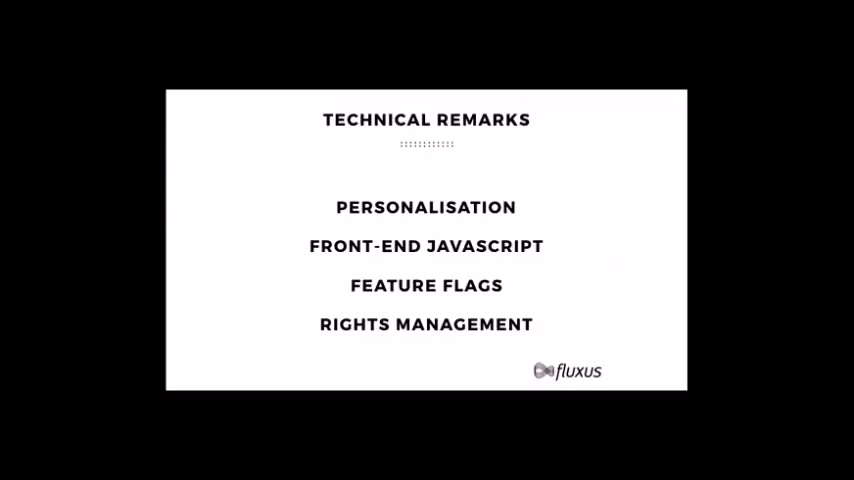 TECHNICAL REMARKS
PERSONALISATION
FRONT-END JAVASCRIPT
FEATURE FLAGS
RIGHTS MANAGEMENT
fluxus